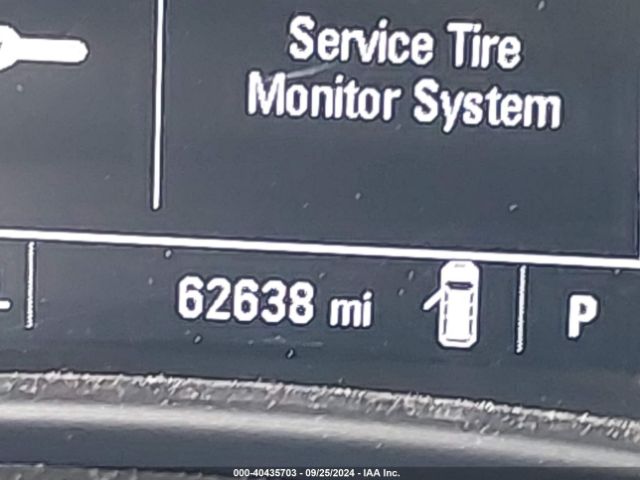 Service Tire
Monitor System
62638 mi
P
000-40435703 - 09/25/2024 - IAA Inc.